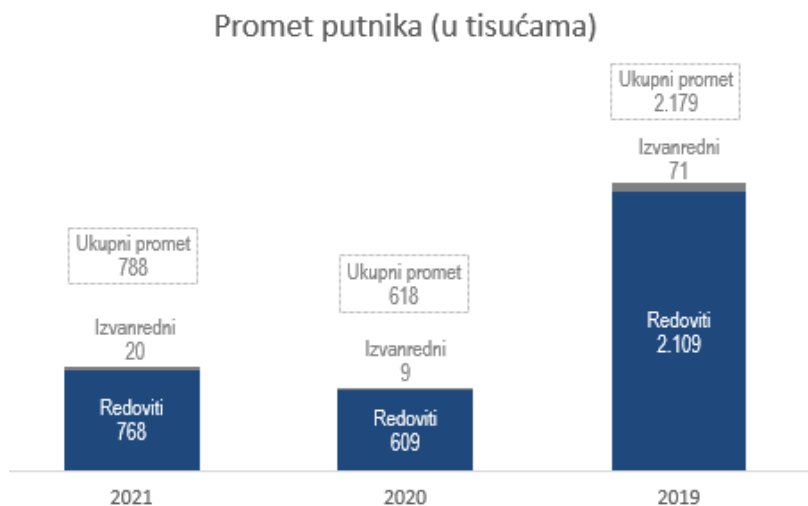 Promet putnika (u tisućama)
Ukupni promet
788
Izvanredni
20
Redoviti
768
Ukupni promet
618
Izvanredni
9
Redoviti
609
Ukupni promet
2.179
Izvanredni
71
Redoviti
2.109
2021
2020
2019